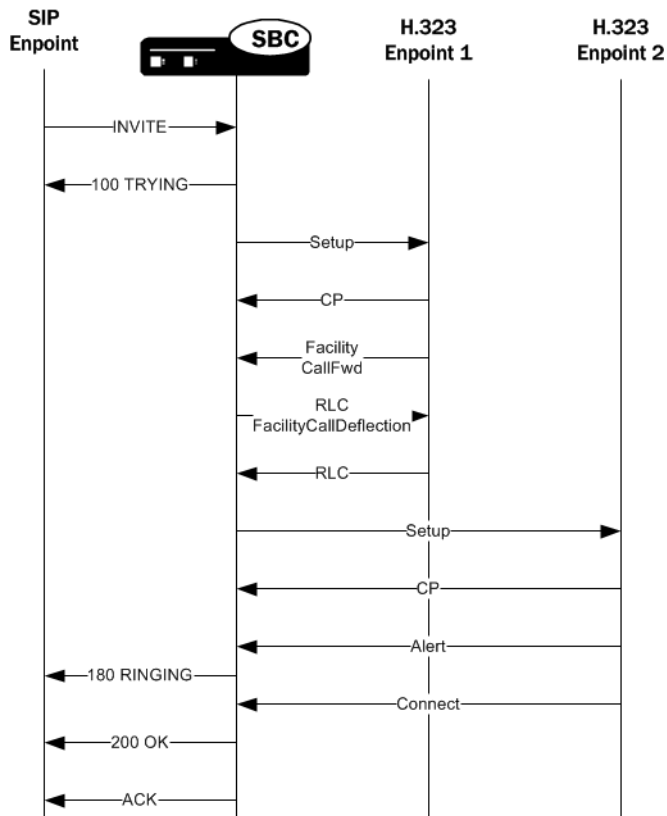 SIP
Enpoint
SBC
H.323
Enpoint 1
H.323
Enpoint 2
INVITE
100 TRYING
Setup
CP
Facility
CallFwd
RLC
FacilityCallDeflection
RLC
Setup
CP
Alert
180 RINGING
Connect
200 OK
ACK